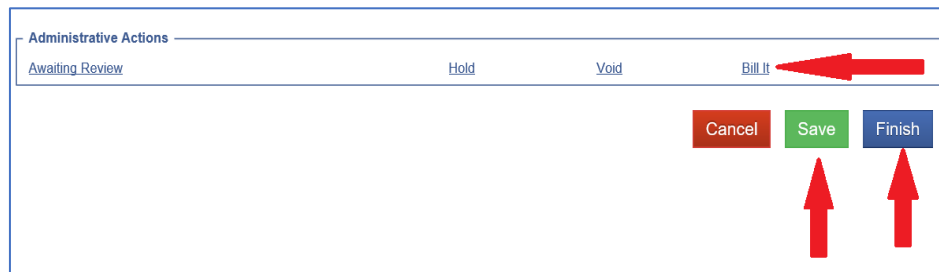 Administrative Actions
Awaiting Review Hold Void Bill It
Cancel Save Finish